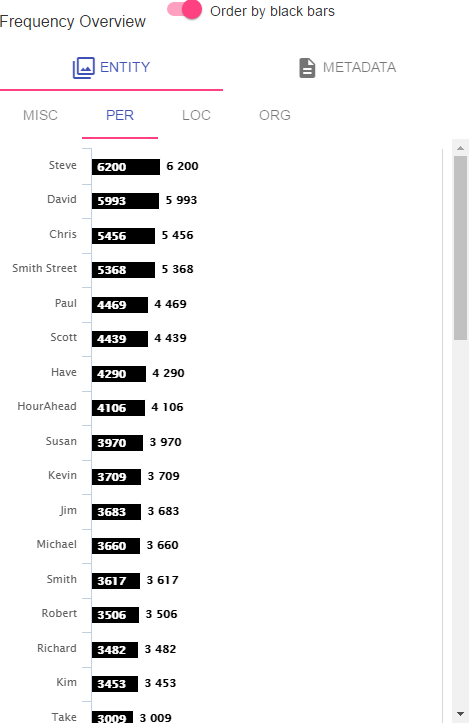 Order by black bars
Frequency Overview
ENTITY METADATA
MISC PER LOC ORG
Steve 6200 6 200
David 5993 5 993
Chris 5456 5 456
Smith Street 5368 5 368
Paul 4469 4 469
Scott 4439 4 439
Have 4290 4 290
HourAhead 4106 4 106
Susan 3970 3 970
Kevin 3709 3 709
Jim 3683 3 683
Michael 3660 3 660
Smith 3617 3 617
Robert 3506 3 506
Richard 3482 3 482
Kim 3453 3 453
Take 3009 3 009